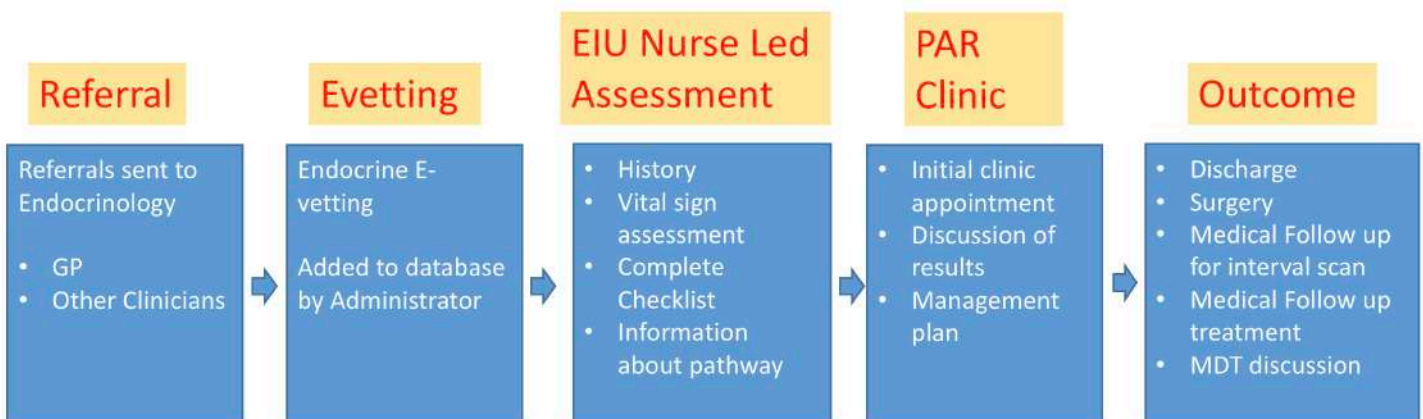 Referral
Referrals sent to
Endocrinology
• GP
• Other Clinicians
Evetting
Endocrine E-
vetting
Added to database
by Administrator
EIU Nurse Led
Assessment
• History
• Vital sign
assessment
• Complete
Checklist
• Information
about pathway
PAR
Clinic
• Initial clinic
appointment
• Discussion of
results
• Management
plan
Outcome
• Discharge
• Surgery
• Medical Follow up
for interval scan
• Medical Follow up
treatment
• MDT discussion